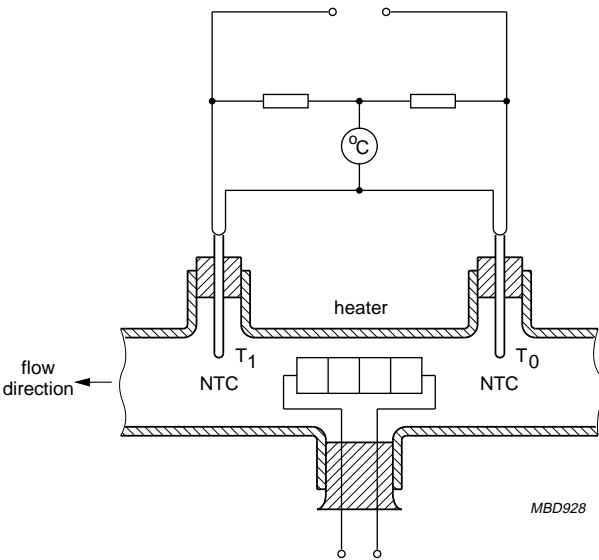 °C
heater
T1
T0
flow
direction
NTC
NTC
MBD928